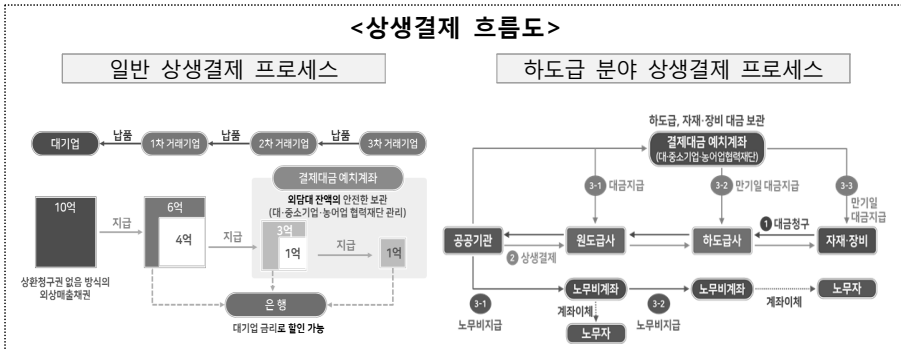 <상생결제 흐름도>
일반 상생결제 프로세스
대기업
납품
1차 거래기업
납품
2차 거래기업
납품
3차 거래기업
결제대금 예치계좌
외담대 잔액의 안전한 보관
(대·중소기업·농어업 협력재단 관리)
10억
지급
6억
4억
지급
3억
1억
지급
1억
상환청구권 없음 방식의
외상매출채권
은 행
대기업 금리로 할인 가능
하도급 분야 상생결제 프로세스
하도급, 자재·장비 대금 보관
결제대금 예치계좌
(대·중소기업·농어업협력재단)
3-1 대금지급
3-2 만기일 대금지급
3-3
만기일
대금지급
1 대금청구
공공기관
원도급사
하도급사
자재·장비
2 상생결제
3-1
노무비지급
노무비계좌
3-2
노무비지급
노무비계좌
계좌이체
노무자
계좌이체
노무자